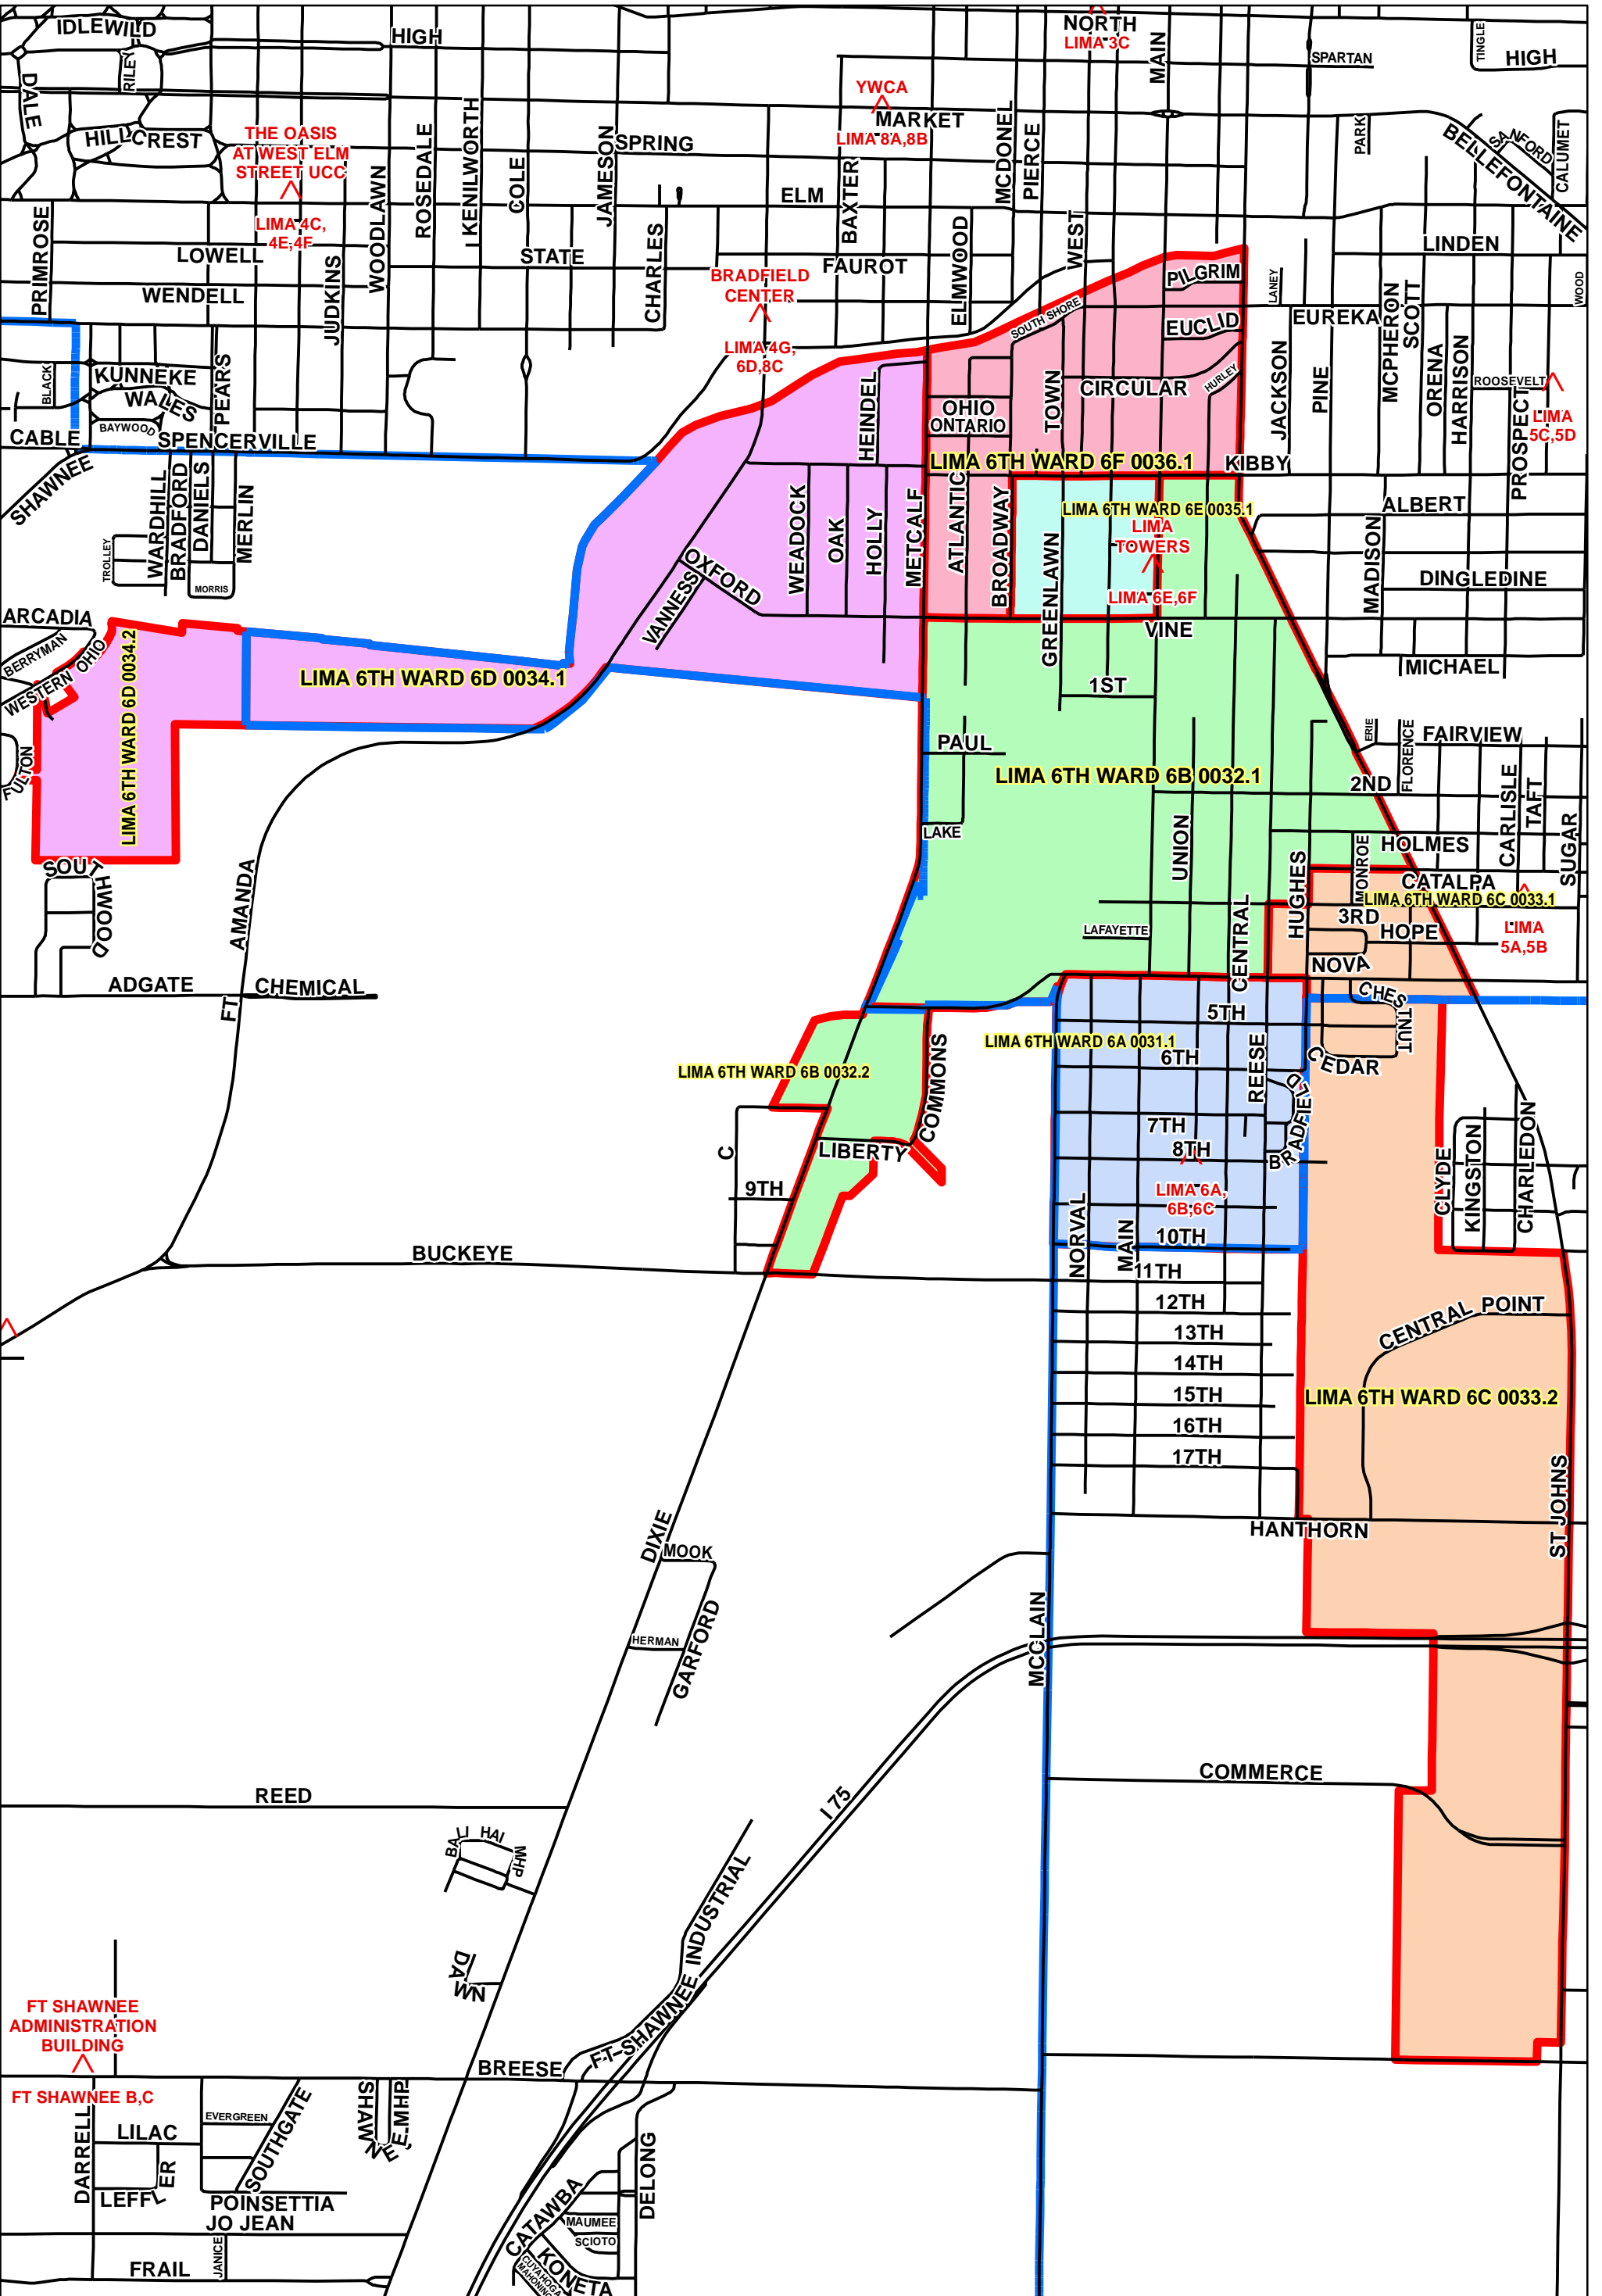 IDLEWILD
HIGH
NORTH
LIMA 3C
MAIN
SPARTAN
TINGLE
HIGH
DALE
RILEY
HILLCREST
THE OASIS
AT WEST ELM
STREET UCC
LIMA 4C,
4E,4F
YWCA
MARKET
LIMA 8A,8B
SPRING
ELM
MCDONEL
PIERCE
PARK
BELLEFONTAINE
SANFORD
CALUMET
ROSEDALE
KENILWORTH
COLE
JAMESON
BAXTER
WOODLAWN
PRIMROSE
LOWELL
WENDELL
JUDKINS
STATE
CHARLES
FAUROT
ELMWOOD
WEST
LINDEN
BRADFIELD
CENTER
LIMA 4G,
6D,8C
PILGRIM
SOUTH SHORE
EUCLID
LANEY
EUREKA
MCPHERON
SCOTT
WOOD
BLACK
KUNNEKE
WALES
PEARS
BAYWOOD
CABLE
SPENCERVILLE
SHAWNEE
HEINDEL
OHIO
ONTARIO
TOWN
CIRCULAR
HURLEY
JACKSON
PINE
ORENA
HARRISON
ROOSEVELT
PROSPECT
LIMA
5C,5D
LIMA 6TH WARD 6F 0036.1
KIBBY
WARDHILL
BRADFORD
DANIELS
MERLIN
TROLLEY
MORRIS
WEADOCK
OAK
HOLLY
METCALF
ATLANTIC
BROADWAY
GREENLAWN
LIMA 6TH WARD 6E 0035.1
LIMA
TOWERS
LIMA 6E,6F
ALBERT
MADISON
DINGLEDINE
OXFORD
VANNESS
VINE
MICHAEL
ARCADIA
BERRYMAN
WESTERN OHIO
LIMA 6TH WARD 6D 0034.2
LIMA 6TH WARD 6D 0034.1
1ST
PAUL
LIMA 6TH WARD 6B 0032.1
ERIE
FLORENCE
FAIRVIEW
2ND
CARLISLE
TAFT
SUGAR
FULTON
LAKE
UNION
HUGHES
MONROE
HOLMES
CATALPA
LIMA 6TH WARD 6C 0033.1
3RD
HOPE
NOVA
LIMA
5A,5B
SOUTHWOOD
FT AMANDA
LAFAYETTE
CENTRAL
ADGATE
CHEMICAL
5TH
CHESTNUT
LIMA 6TH WARD 6A 0031.1
6TH
REESE
CEDAR
LIMA 6TH WARD 6B 0032.2
COMMONS
BRADFIELD
7TH
8TH
LIBERTY
C
9TH
LIMA 6A,
6B,6C
CLYDE
KINGSTON
CHARLEDON
NORVAL
MAIN
10TH
BUCKEYE
11TH
12TH
13TH
14TH
15TH
16TH
17TH
CENTRAL POINT
LIMA 6TH WARD 6C 0033.2
ST JOHNS
HANTHORN
DIXIE
MOOK
HERMAN
GARFORD
MCCLAIN
COMMERCE
REED
I 75
BALI HAI MHP
DAWN
FT SHAWNEE INDUSTRIAL
FT SHAWNEE
ADMINISTRATION
BUILDING
FT SHAWNEE B,C
BREESE
DARRELL
LILAC
LEFFLER
EVERGREEN
SOUTHGATE
SHAWNEE MHP
POINSETTIA
JO JEAN
JANICE
FRAIL
DELONG
CATAWBA
MAUMEE
SCIOTO
KONETA
CUYAHOGA
MAHONING